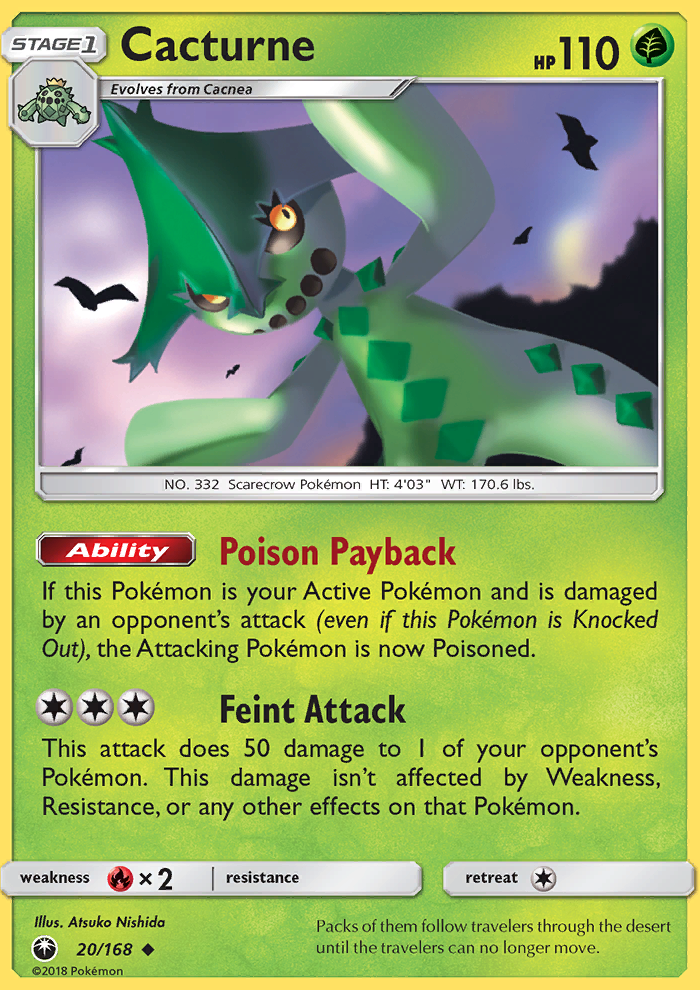 STAGE 1
Cacturne
HP 110
Evolves from Cacnea
NO. 332 Scarecrow Pokémon HT: 4'03" WT: 170.6 lbs.
Ability Poison Payback
If this Pokémon is your Active Pokémon and is damaged
by an opponent's attack (even if this Pokémon is Knocked
Out), the Attacking Pokémon is now Poisoned.
Feint Attack
This attack does 50 damage to 1 of your opponent's
Pokémon. This damage isn't affected by Weakness,
Resistance, or any other effects on that Pokémon.
weakness × 2 resistance retreat
Illus. Atsuko Nishida
20/168
©2018 Pokémon
Packs of them follow travelers through the desert
until the travelers can no longer move.